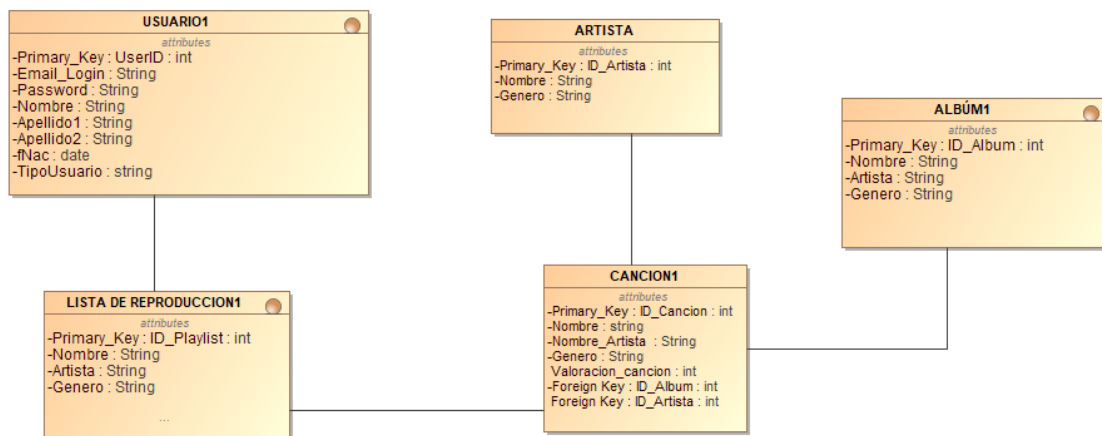 USUARIO1
attributes
-Primary_Key : UserID : int
-Email_Login : String
-Password : String
-Nombre : String
-Apellido1 : String
-Apellido2 : String
-fNac : date
-TipoUsuario : string
ARTISTA
attributes
-Primary_Key : ID_Artista : int
-Nombre : String
-Genero : String
ALBÚM1
attributes
-Primary_Key : ID_Album : int
-Nombre : String
-Artista : String
-Genero : String
LISTA DE REPRODUCCION1
attributes
-Primary_Key : ID_Playlist : int
-Nombre : String
-Artista : String
-Genero : String
...
CANCION1
attributes
-Primary_Key : ID_Cancion : int
-Nombre : string
-Nombre_Artista : String
-Genero : String
Valoracion_cancion : int
-Foreign Key : ID_Album : int
Foreign Key : ID_Artista : int